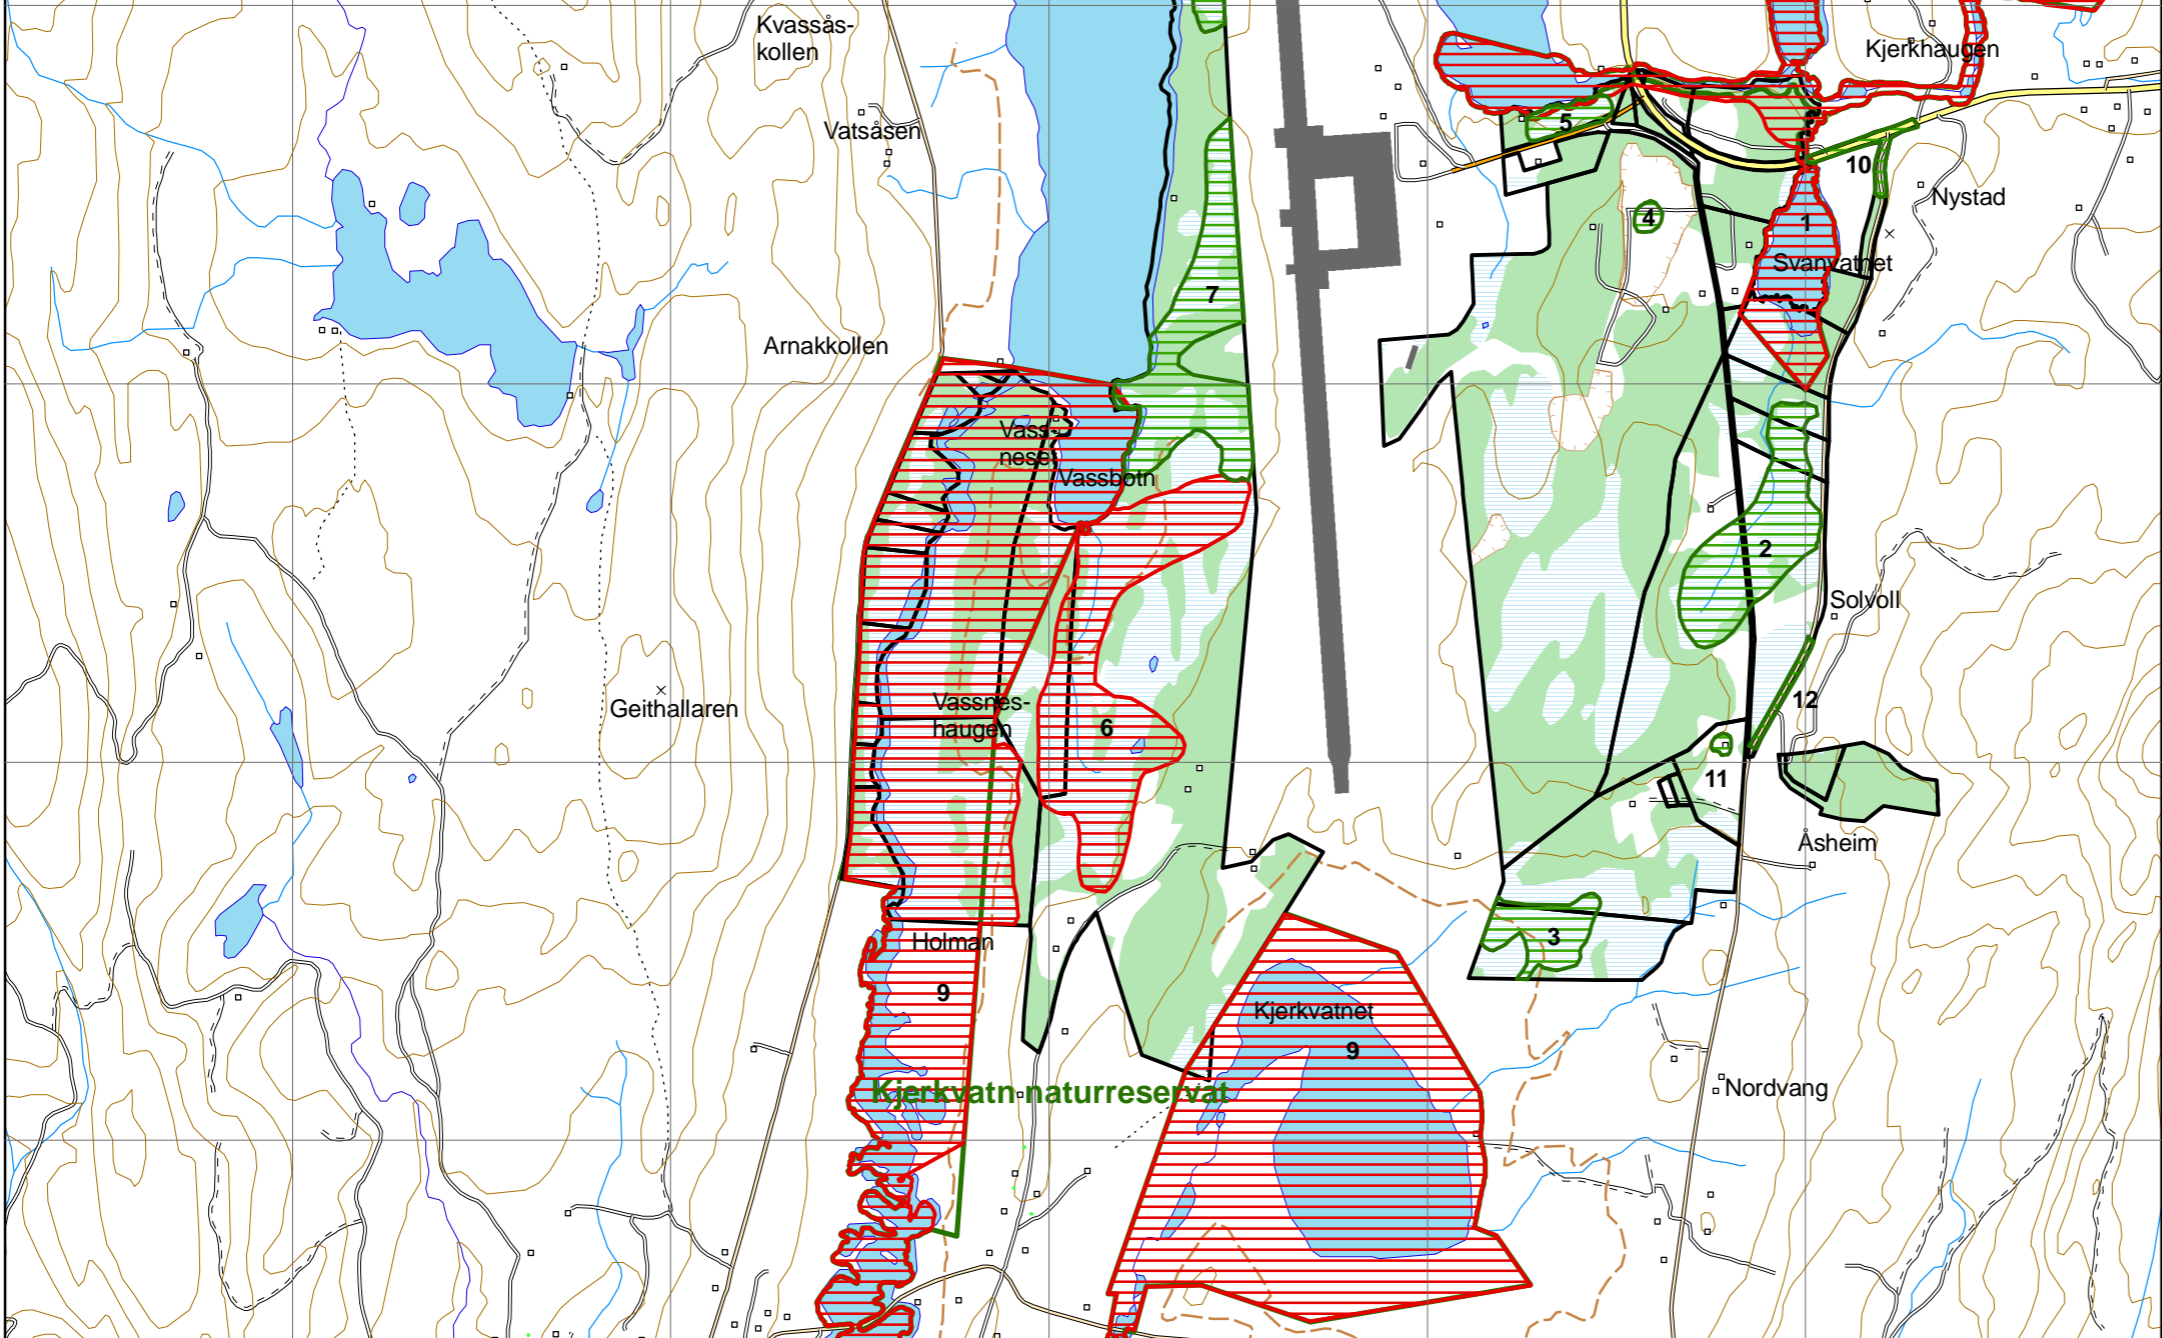 Kvassås-
kollen
Kjerkhaugen
Vatsåsen
5
10
Nystad
4
1
Svanvatnet
7
Arnakkollen
Vass-
nese
Vassbotn
2
Solvoll
Geithallaren
Vassnes-
haugen
6
12
11
Åsheim
3
Holman
9
Kjerkvatnet
9
Kjerkvatn naturreservat
Nordvang